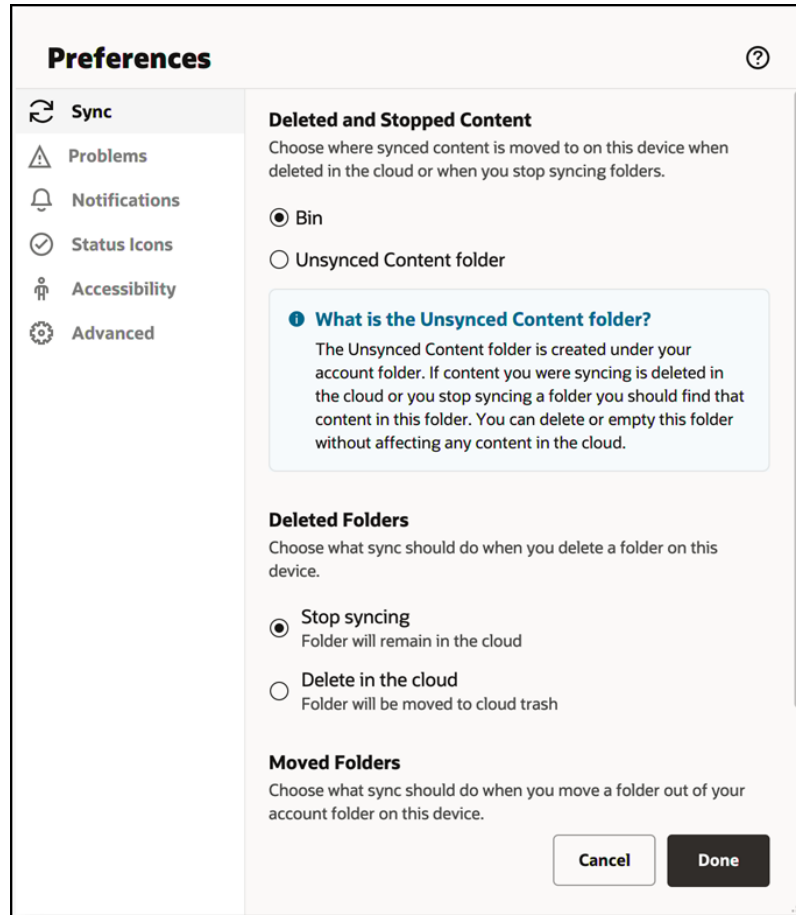 Preferences
Sync
Problems
Notifications
Status Icons
Accessibility
Advanced
Deleted and Stopped Content
Choose where synced content is moved to on this device when
deleted in the cloud or when you stop syncing folders.
Bin
Unsynced Content folder
What is the Unsynced Content folder?
The Unsynced Content folder is created under your
account folder. If content you were syncing is deleted in
the cloud or you stop syncing a folder you should find that
content in this folder. You can delete or empty this folder
without affecting any content in the cloud.
Deleted Folders
Choose what sync should do when you delete a folder on this
device.
Stop syncing
Folder will remain in the cloud
Delete in the cloud
Folder will be moved to cloud trash
Moved Folders
Choose what sync should do when you move a folder out of your
account folder on this device.
Cancel
Done